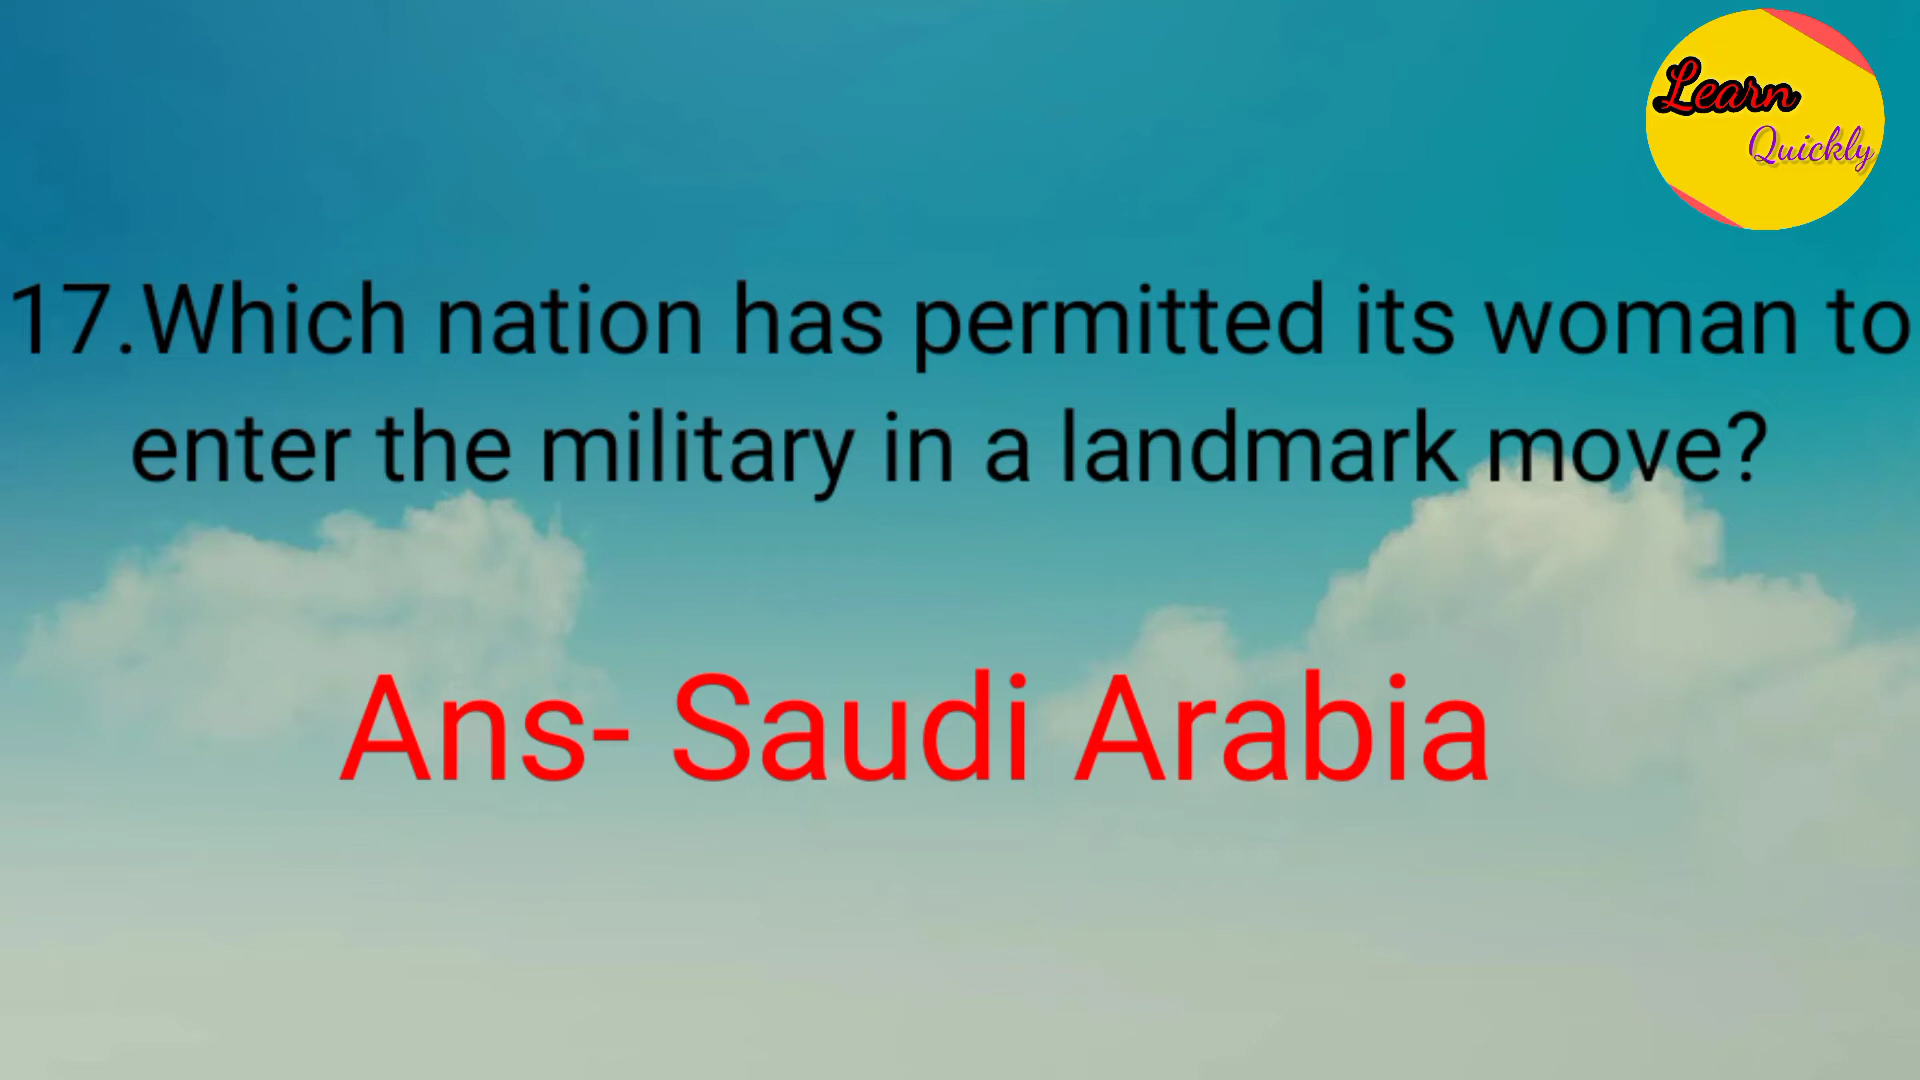 Learn
Quickly
17.Which nation has permitted its woman to
enter the military in a landmark move?
Ans- Saudi Arabia